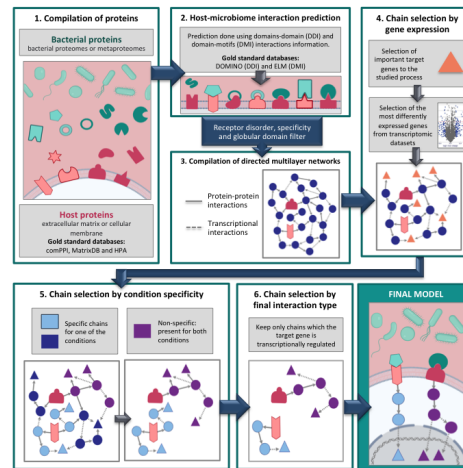 1. Compilation of proteins
Bacterial proteins
bacterial proteomes or metaproteomes
Host proteins
extracellular matrix or cellular
membrane
Gold standard databases:
comPPI, MatrixDB and HPA
2. Host-microbiome interaction prediction
Prediction done using domains-domain (DDI) and
domain-motifs (DMI) interactions information.
Gold standard databases:
DOMINO (DDI) and ELM (DMI)
Receptor disorder, specificity
and globular domain filter
3. Compilation of directed multilayer networks
Protein-protein
interactions
Transcriptional
interactions
4. Chain selection by
gene expression
Selection of
important target
genes to the
studied process
Selection of the
most differently
expressed genes
from transcriptomic
datasets
5. Chain selection by condition specificity
Specific chains
for one of the
conditions
Non-specific:
present for both
conditions
6. Chain selection by
final interaction type
Keep only chains which the
target gene is
transcriptionally regulated
FINAL MODEL